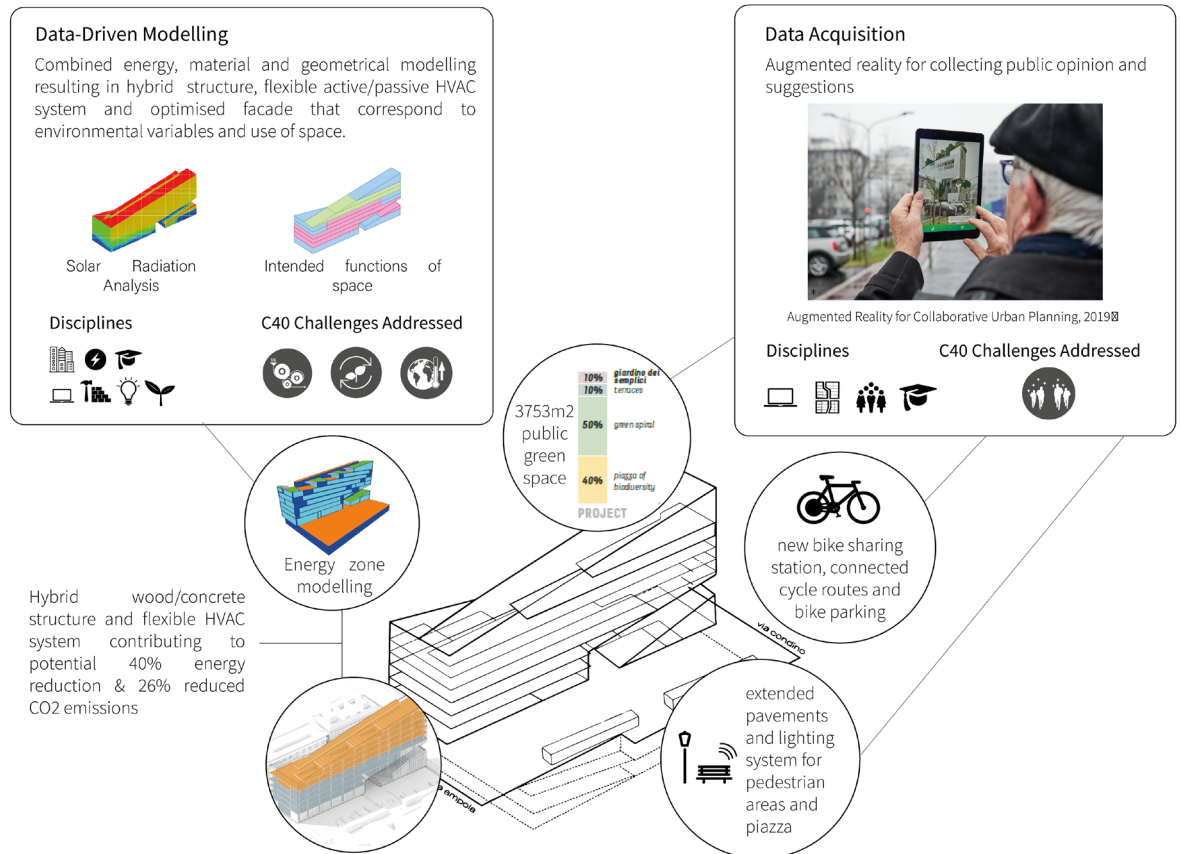 Data-Driven Modelling
Combined energy, material and geometrical modelling
resulting in hybrid structure, flexible active/passive HVAC
system and optimised facade that correspond to
environmental variables and use of space.
Solar Radiation
Analysis
Intended functions of
space
Disciplines
C40 Challenges Addressed
Data Acquisition
Augmented reality for collecting public opinion and
suggestions
*
Augmented Reality for Collaborative Urban Planning, 2019
Disciplines
C40 Challenges Addressed
3753m2
public
green
space
10% giardino dei
semplici
10% terraces
50% green spiral
40% piazza of
biodiversity
PROJECT
Energy zone
modelling
new bike sharing
station, connected
cycle routes and
bike parking
Hybrid wood/concrete
structure and flexible HVAC
system contributing to
potential 40% energy
reduction & 26% reduced
CO2 emissions
via condino
extended
pavements
and lighting
system for
pedestrian
areas and
piazza
a ampola